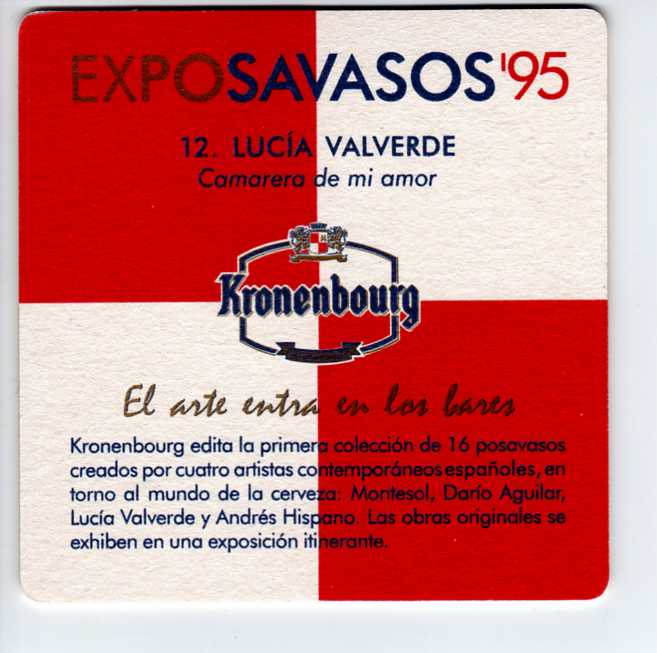 EXPOSAVASOS'95
12. LUCÍA VALVERDE
Camarera de mi amor
Kronenbourg
El arte entra en los bares
Kronenbourg edita la primera colección de 16 posavasos
creados por cuatro artistas contemporáneos españoles, en
torno al mundo de la cerveza: Montesol, Darío Aguilar,
Lucía Valverde y Andrés Hispano. Las obras originales se
exhiben en una exposición itinerante.